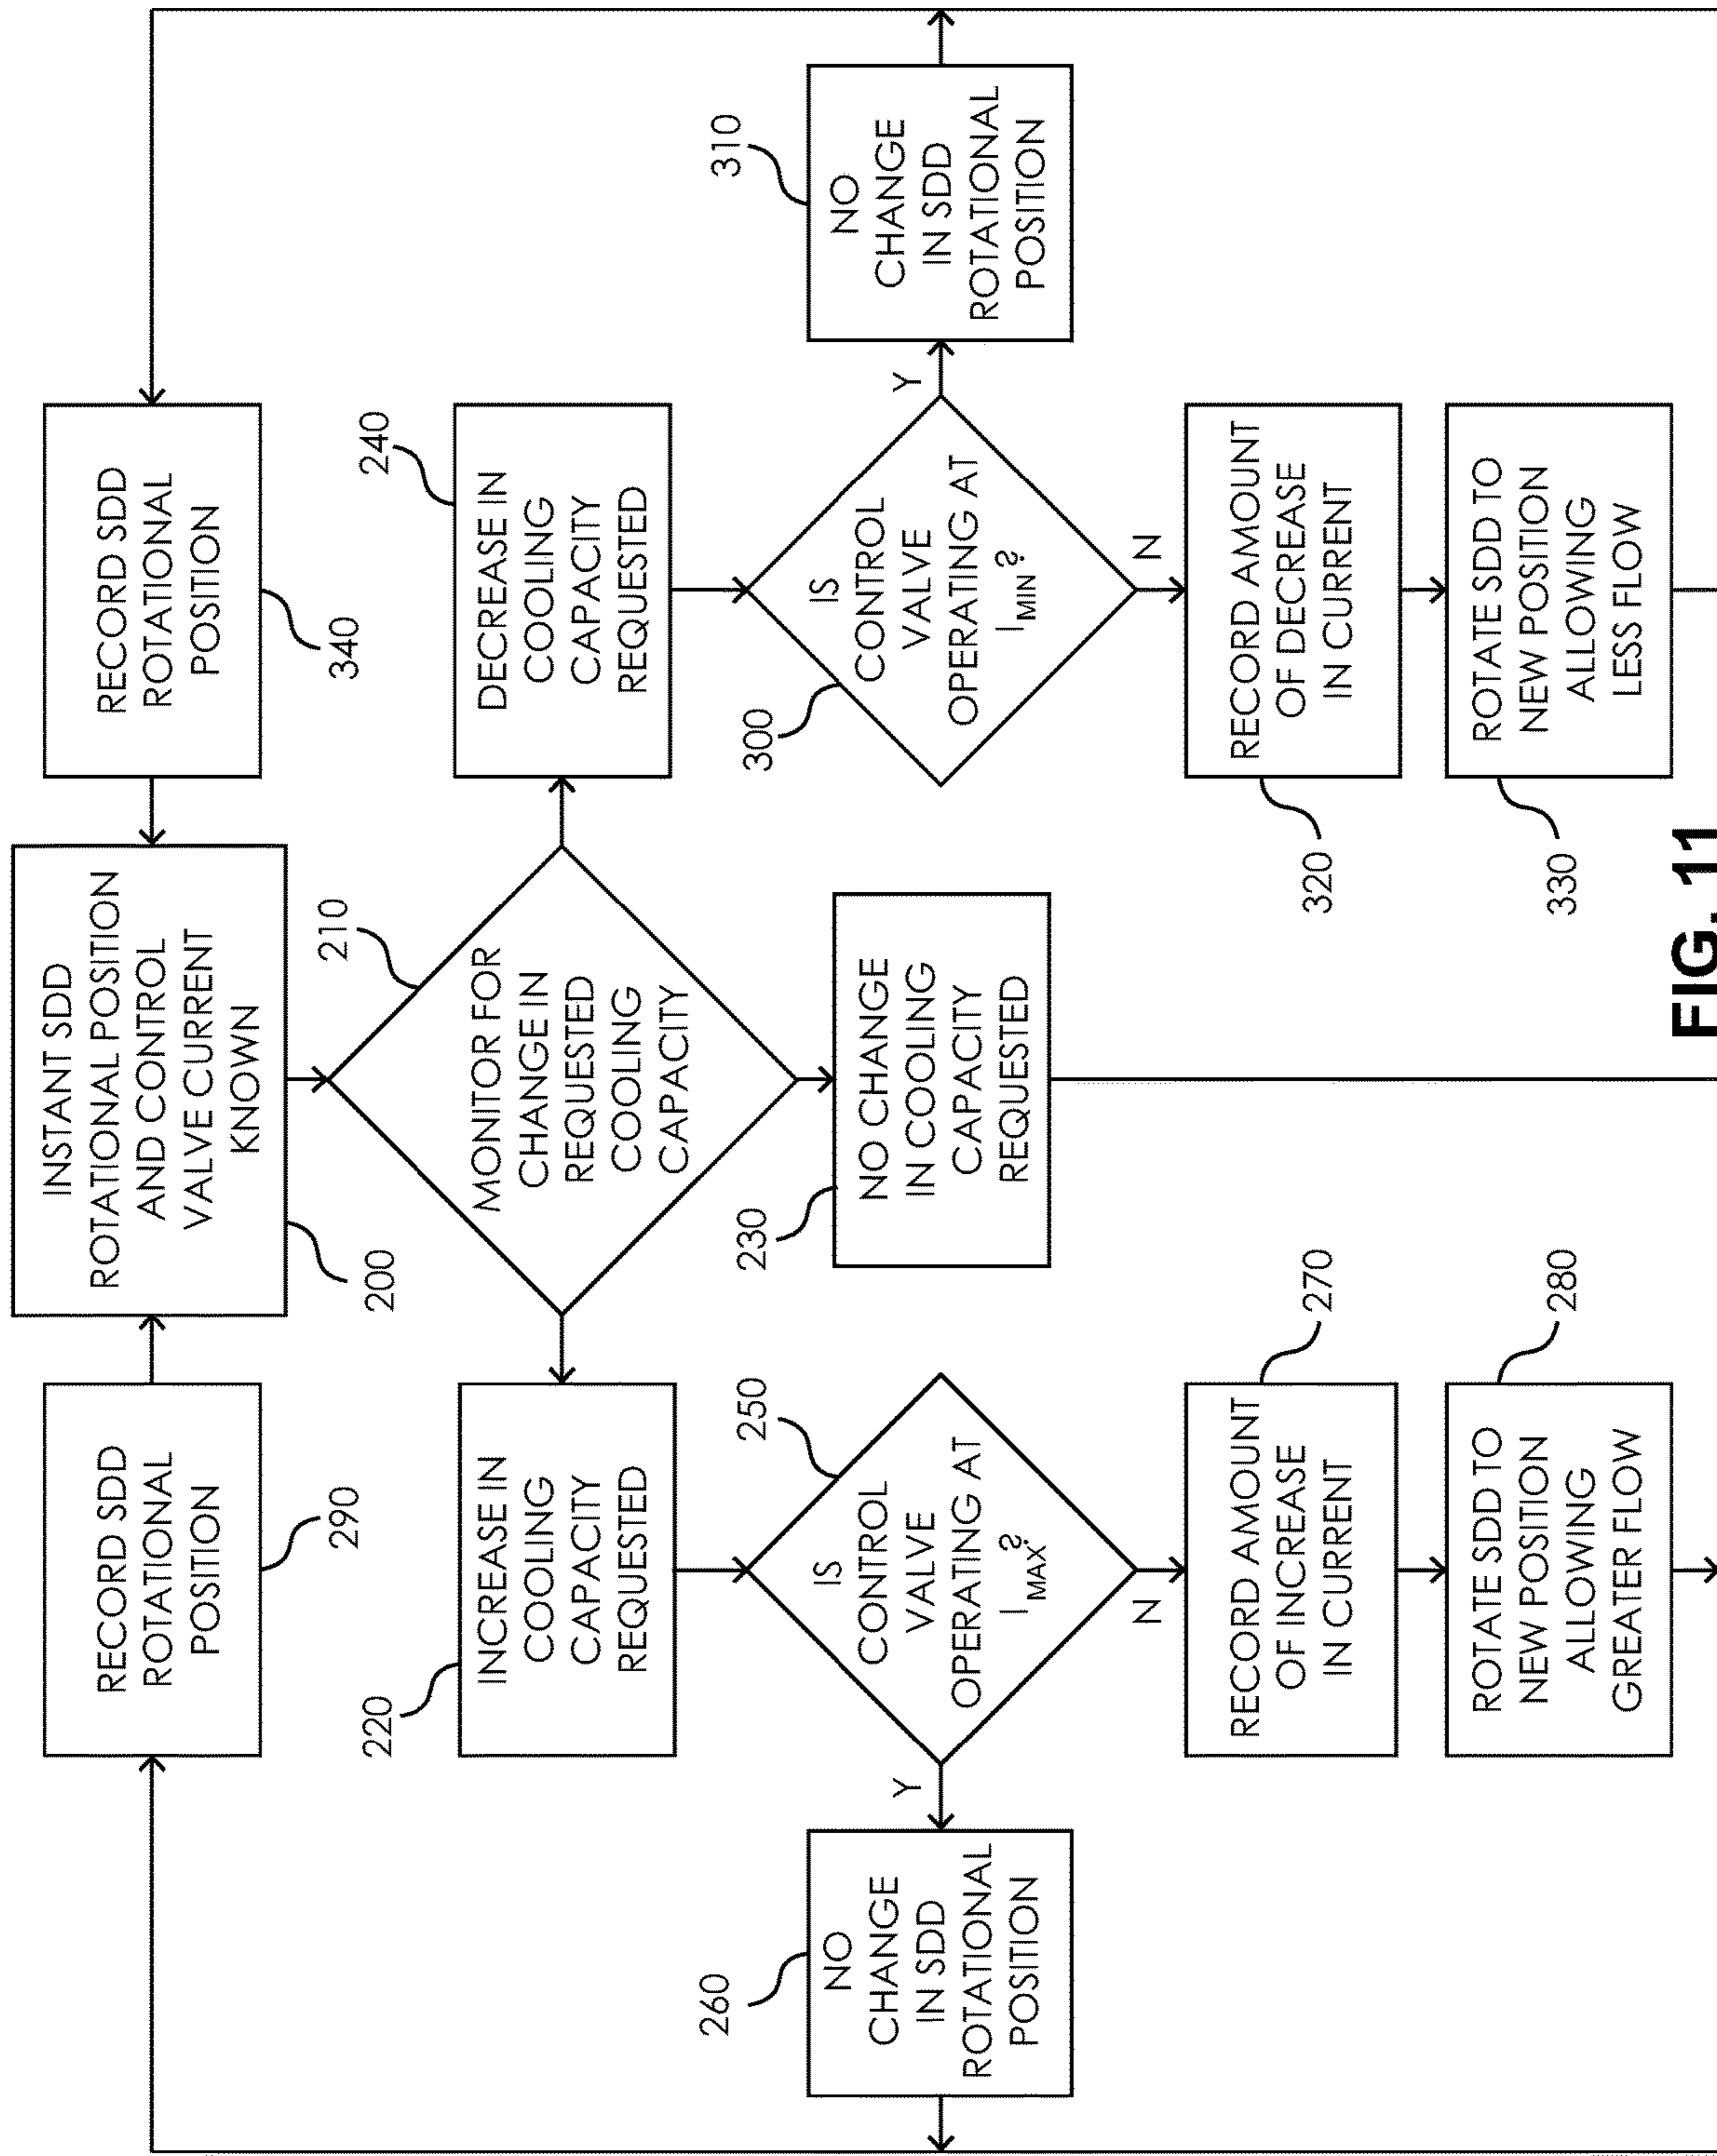 RECORD SDD
ROTATIONAL
POSITION
290
INSTANT SDD
ROTATIONAL POSITION
AND CONTROL
VALVE CURRENT
KNOWN
200
RECORD SDD
ROTATIONAL
POSITION
340
INCREASE IN
COOLING
CAPACITY
REQUESTED
220
MONITOR FOR
CHANGE IN
REQUESTED
COOLING
CAPACITY
210
DECREASE IN
COOLING
CAPACITY
REQUESTED
240
NO
CHANGE
IN SDD
ROTATIONAL
POSITION
260
Y
IS
CONTROL
VALVE
OPERATING AT
I MAX?
250
N
NO CHANGE
IN COOLING
CAPACITY
REQUESTED
230
IS
CONTROL
VALVE
OPERATING AT
I MIN?
300
Y
N
NO
CHANGE
IN SDD
ROTATIONAL
POSITION
310
RECORD AMOUNT
OF INCREASE
IN CURRENT
270
RECORD AMOUNT
OF DECREASE
IN CURRENT
320
ROTATE SDD TO
NEW POSITION
ALLOWING
GREATER FLOW
280
ROTATE SDD TO
NEW POSITION
ALLOWING
LESS FLOW
330
FIG. 11